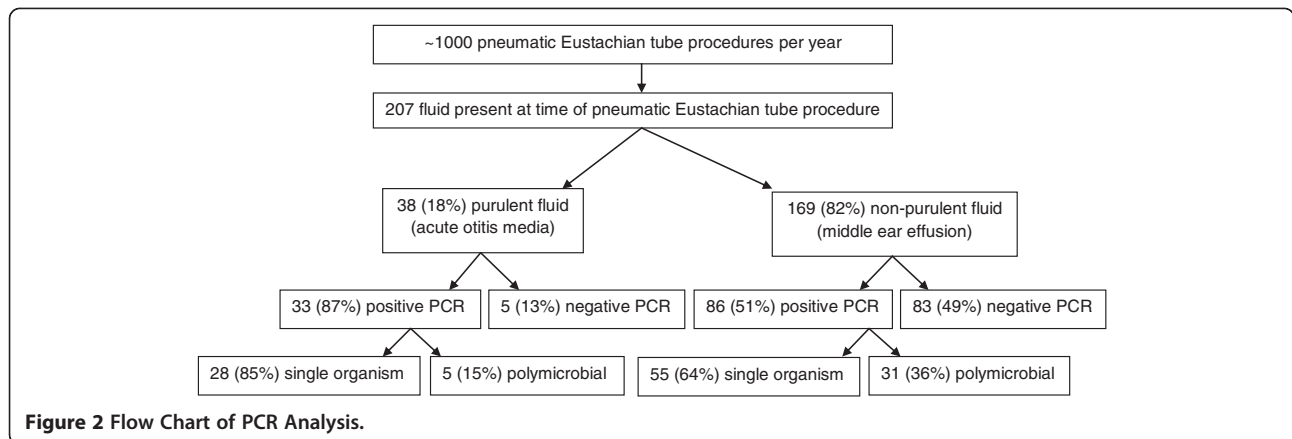 ~1000 pneumatic Eustachian tube procedures per year
207 fluid present at time of pneumatic Eustachian tube procedure
38 (18%) purulent fluid
(acute otitis media)
169 (82%) non-purulent fluid
(middle ear effusion)
33 (87%) positive PCR
5 (13%) negative PCR
86 (51%) positive PCR
83 (49%) negative PCR
28 (85%) single organism
5 (15%) polymicrobial
55 (64%) single organism
31 (36%) polymicrobial
Figure 2 Flow Chart of PCR Analysis.